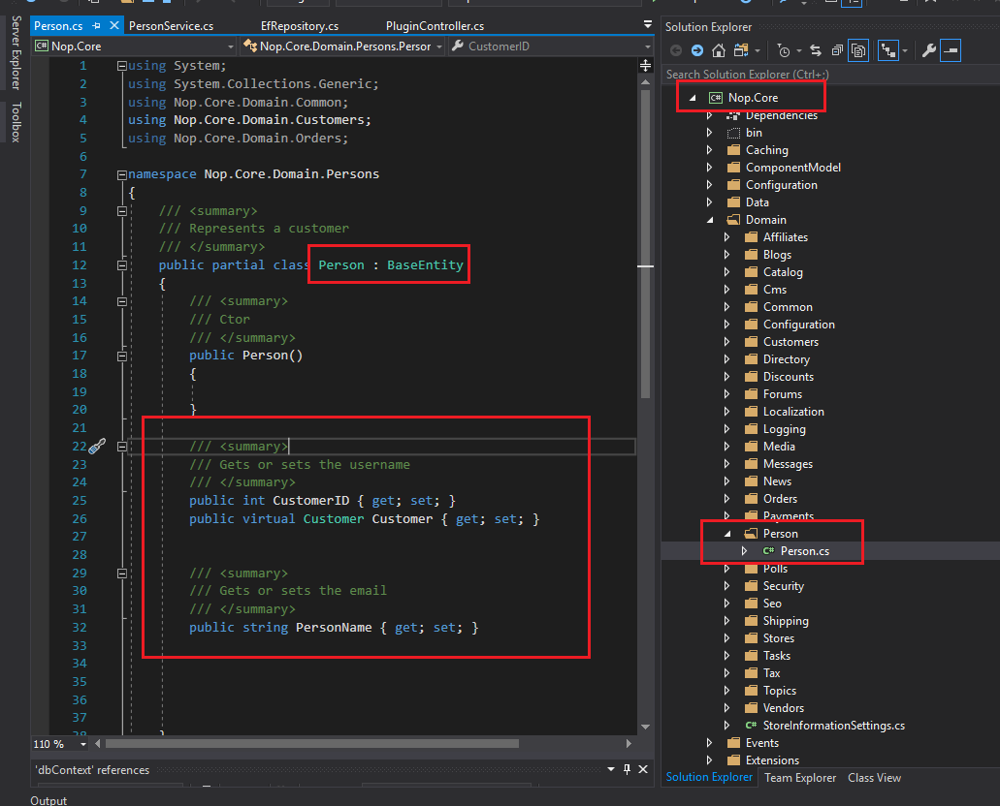 Server Explorer
Toolbox
Person.cs
PersonService.cs
EfRepository.cs
PluginController.cs
C# Nop.Core
Nop.Core.Domain.Persons.Person
CustomerID
1 using System;
2 using System.Collections.Generic;
3 using Nop.Core.Domain.Common;
4 using Nop.Core.Domain.Customers;
5 using Nop.Core.Domain.Orders;
6
7 namespace Nop.Core.Domain.Persons
8 {
9 /// <summary>
10 /// Represents a customer
11 /// </summary>
12 public partial class Person : BaseEntity
13 {
14 /// <summary>
15 /// Ctor
16 /// </summary>
17 public Person()
18 {
19
20 }
21
22 /// <summary>
23 /// Gets or sets the username
24 /// </summary>
25 public int CustomerID { get; set; }
26 public virtual Customer Customer { get; set; }
27
28
29 /// <summary>
30 /// Gets or sets the email
31 /// </summary>
32 public string PersonName { get; set; }
33
34
35
36
37
38 }
110 %
'dbContext' references
Output
Solution Explorer
Search Solution Explorer (Ctrl+;)
C# Nop.Core
Dependencies
bin
Caching
ComponentModel
Configuration
Data
Domain
Affiliates
Blogs
Catalog
Cms
Common
Configuration
Customers
Directory
Discounts
Forums
Localization
Logging
Media
Messages
News
Orders
Payments
Person
C# Person.cs
Polls
Security
Seo
Shipping
Stores
Tasks
Tax
Topics
Vendors
C# StoreInformationSettings.cs
Events
Extensions
Solution Explorer
Team Explorer
Class View